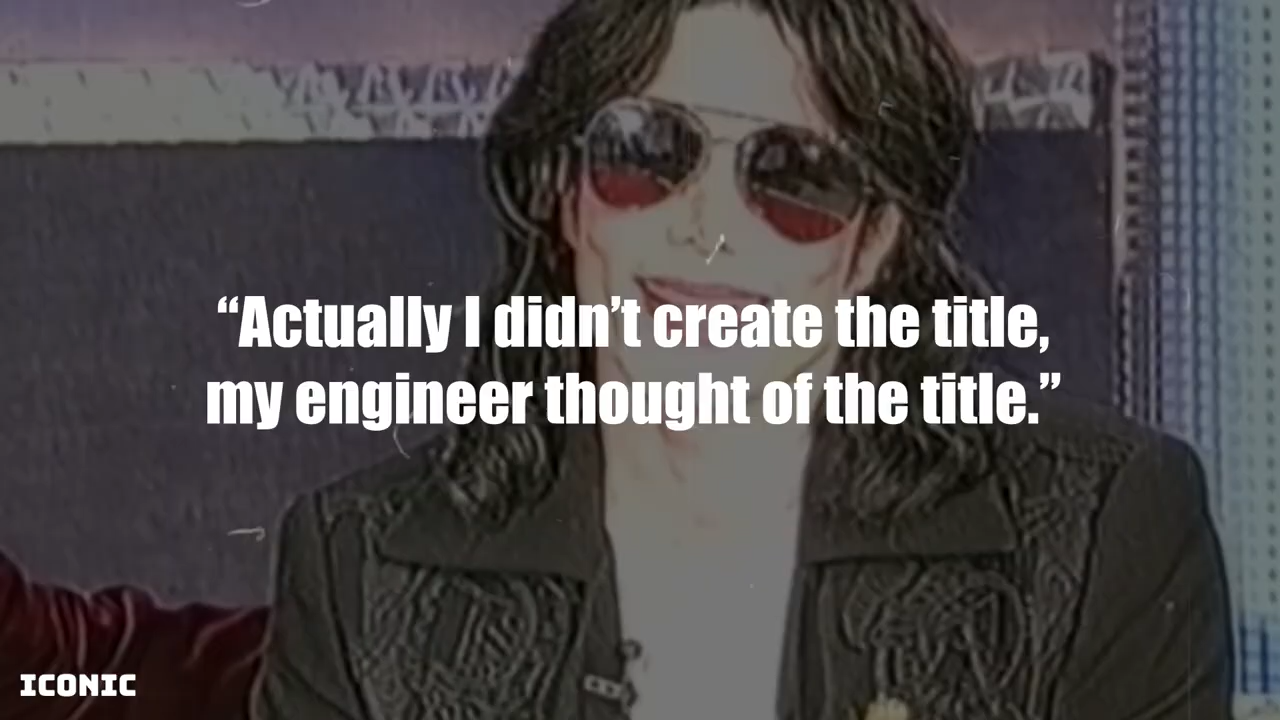 “Actually I didn’t create the title,
my engineer thought of the title.”
ICONIC